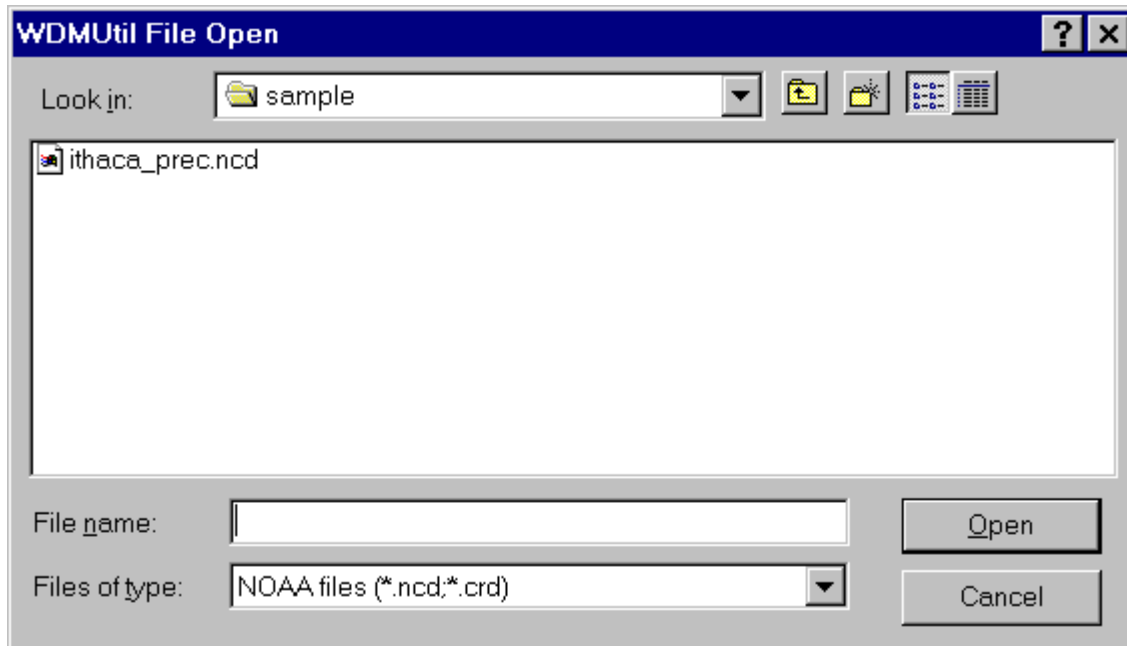 WDMUtil File Open
Look in: sample
ithaca_prec.ncd
File name:
Open
Files of type: NOAA files (*.ncd;*.crd)
Cancel